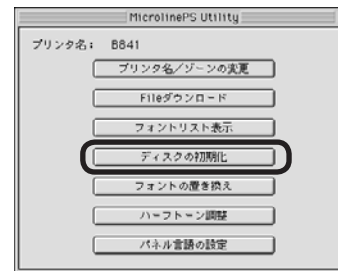 MicrolinePS Utility
プリンタ名： B841
プリンタ名/ゾーンの変更
Fileダウンロード
フォントリスト表示
ディスクの初期化
フォントの置き換え
ハーフトーン調整
パネル言語の設定